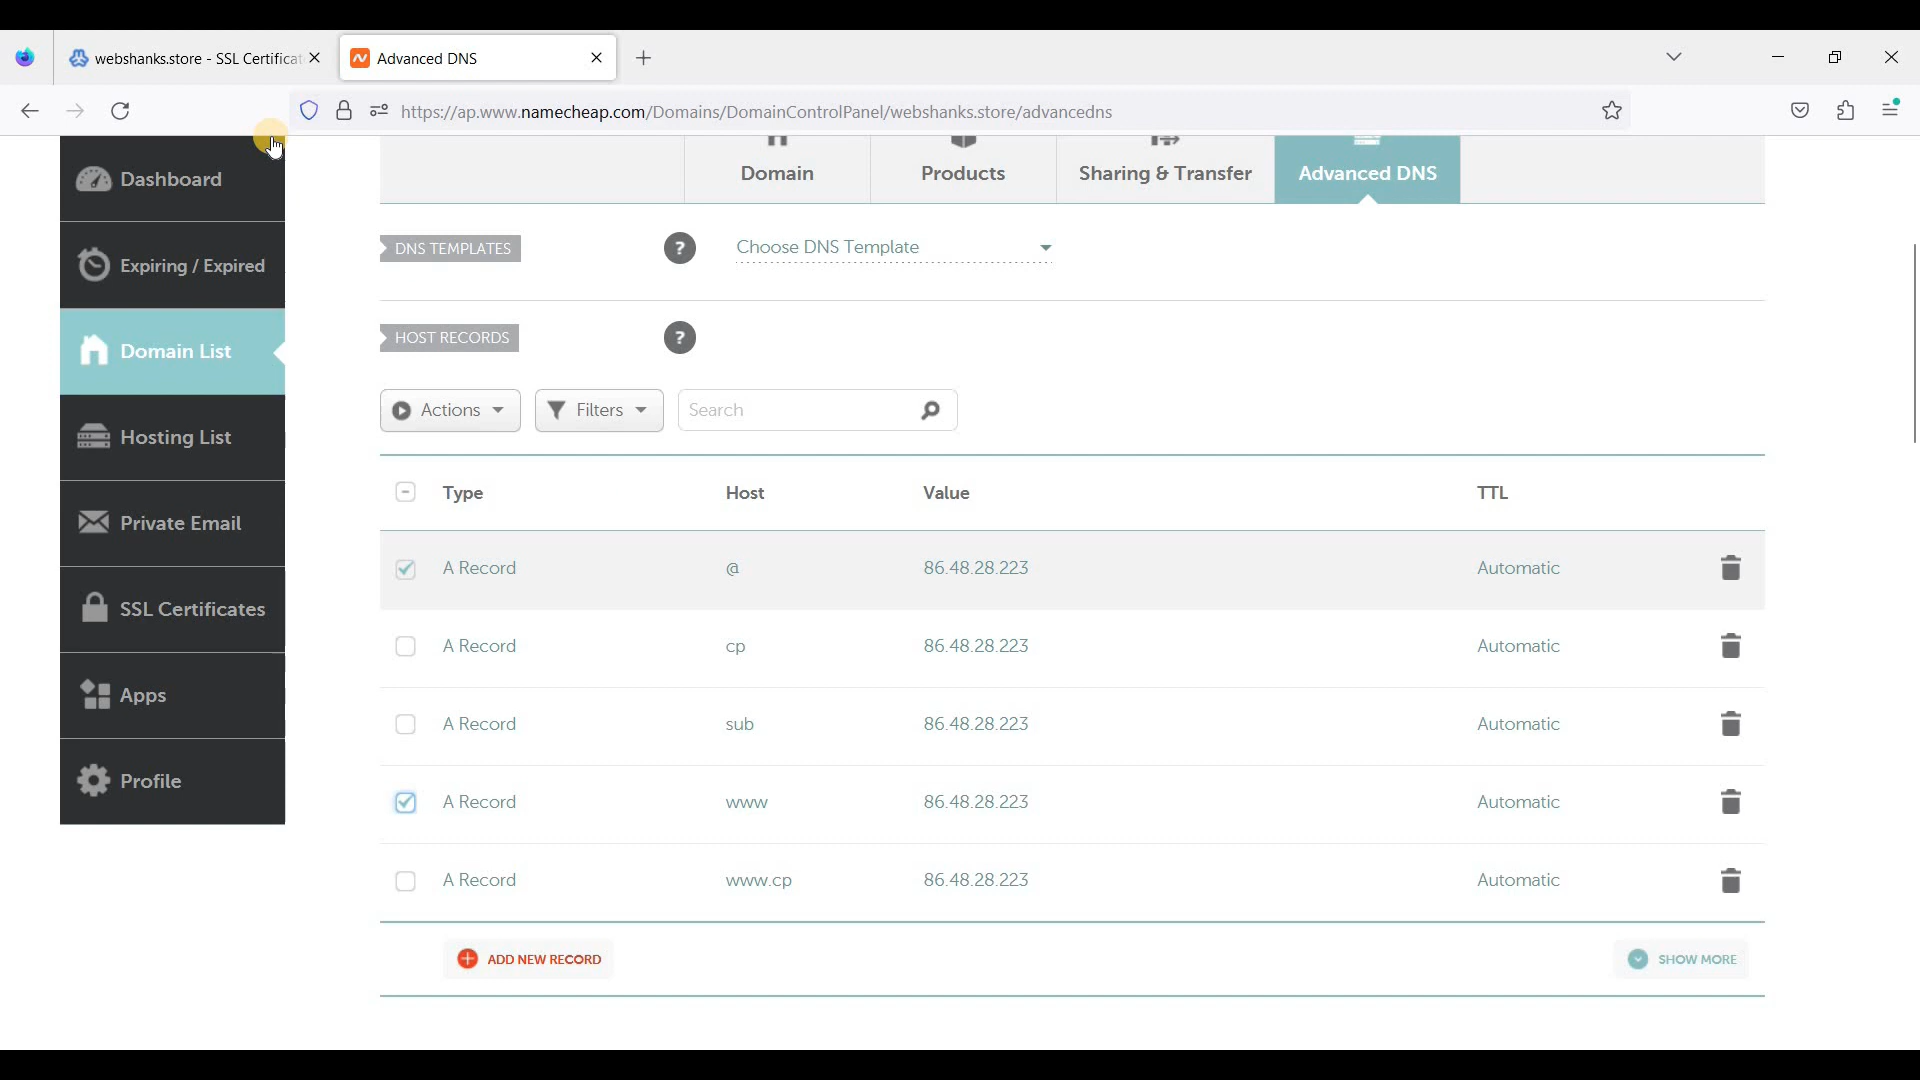 webshanks.store - SSL Certificat
Advanced DNS
https://ap.www.namecheap.com/Domains/DomainControlPanel/webshanks.store/advancedns
Dashboard
Expiring / Expired
Domain List
Hosting List
Private Email
SSL Certificates
Apps
Profile
Domain
Products
Sharing & Transfer
Advanced DNS
DNS TEMPLATES
?
Choose DNS Template
HOST RECORDS
?
Actions
Filters
Search
Type Host Value TTL
A Record @ 86.48.28.223 Automatic
A Record cp 86.48.28.223 Automatic
A Record sub 86.48.28.223 Automatic
A Record www 86.48.28.223 Automatic
A Record www.cp 86.48.28.223 Automatic
ADD NEW RECORD
SHOW MORE